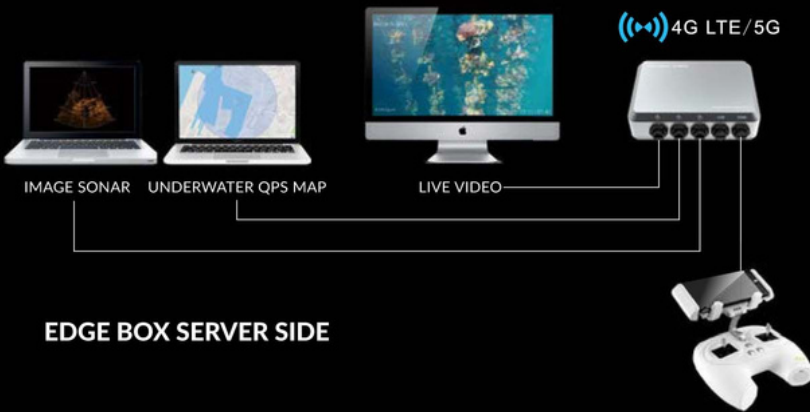 4G LTE/5G
IMAGE SONAR
UNDERWATER QPS MAP
LIVE VIDEO
EDGE BOX SERVER SIDE